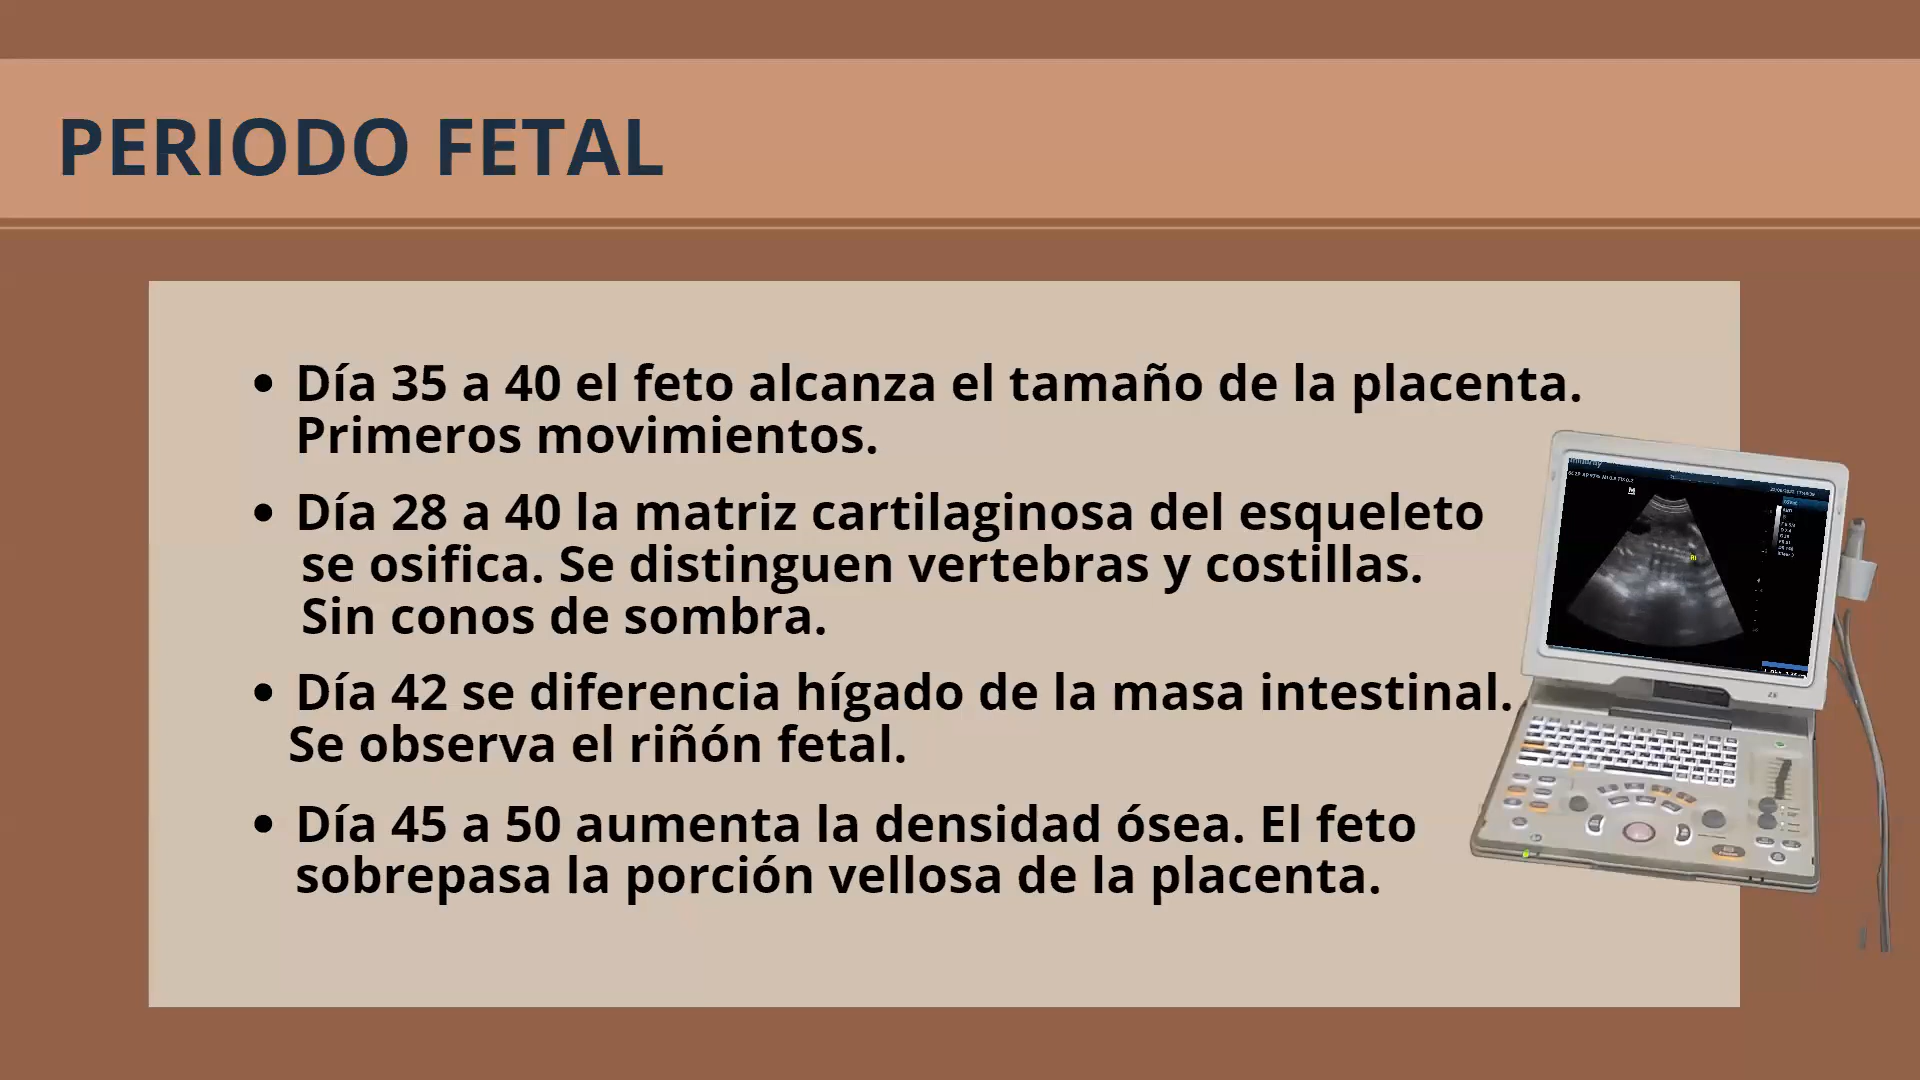 PERIODO FETAL
• Día 35 a 40 el feto alcanza el tamaño de la placenta.
Primeros movimientos.
• Día 28 a 40 la matriz cartilaginosa del esqueleto
se osifica. Se distinguen vertebras y costillas.
Sin conos de sombra.
• Día 42 se diferencia hígado de la masa intestinal.
Se observa el riñón fetal.
• Día 45 a 50 aumenta la densidad ósea. El feto
sobrepasa la porción vellosa de la placenta.